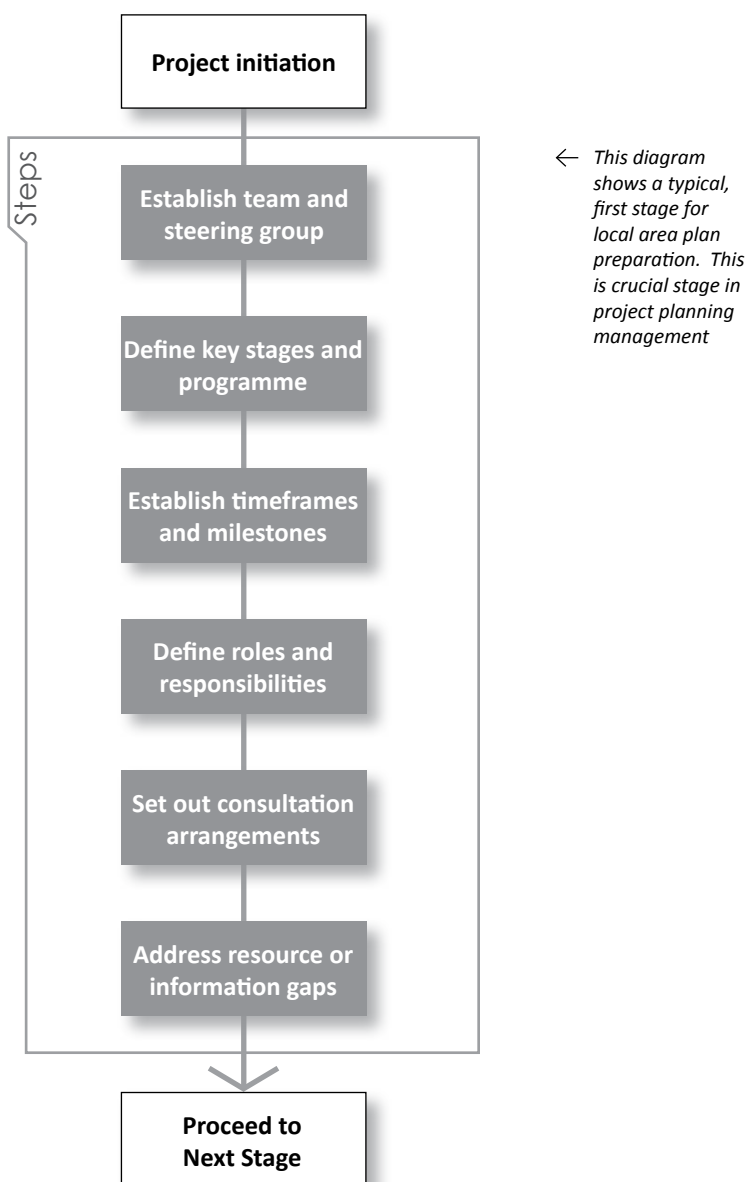 Project initiation
Steps
Establish team and
steering group
Define key stages and
programme
Establish timeframes
and milestones
Define roles and
responsibilities
Set out consultation
arrangements
Address resource or
information gaps
Proceed to
Next Stage
← This diagram
shows a typical,
first stage for
local area plan
preparation. This
is crucial stage in
project planning
management